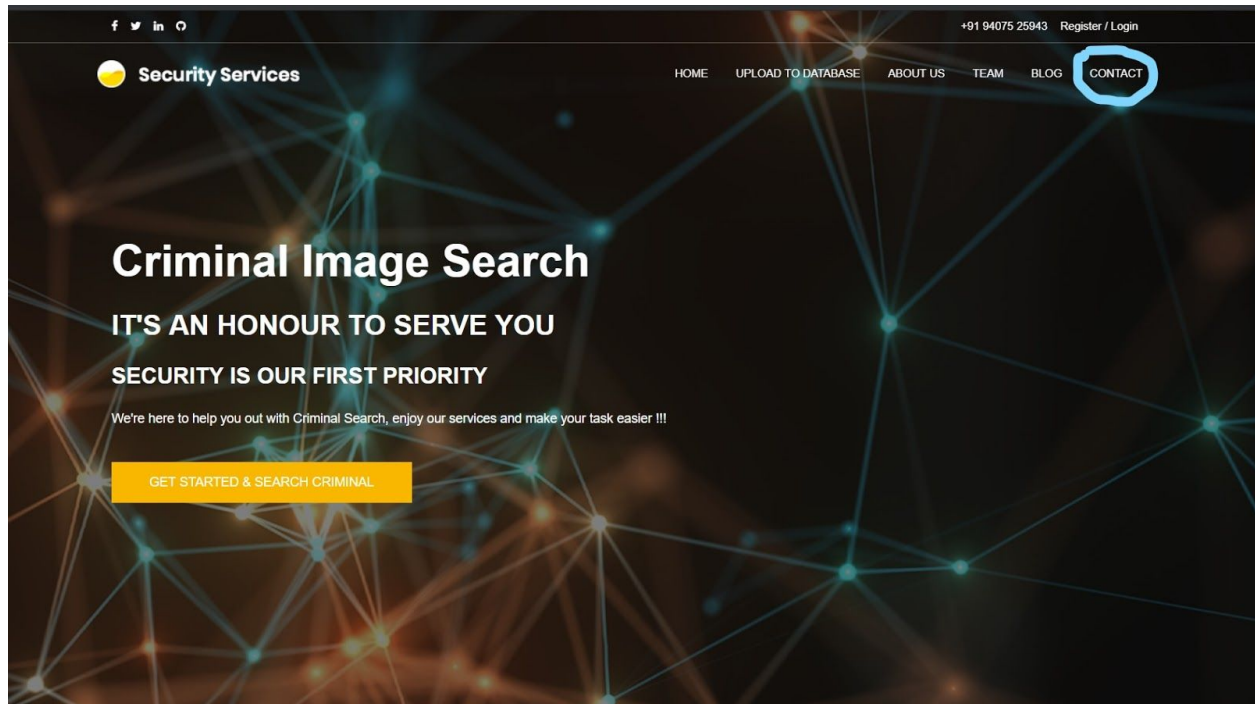 +91 94075 25943 Register / Login
Security Services
HOME UPLOAD TO DATABASE ABOUT US TEAM BLOG CONTACT
Criminal Image Search
IT'S AN HONOUR TO SERVE YOU
SECURITY IS OUR FIRST PRIORITY
We're here to help you out with Criminal Search, enjoy our services and make your task easier !!!
GET STARTED & SEARCH CRIMINAL